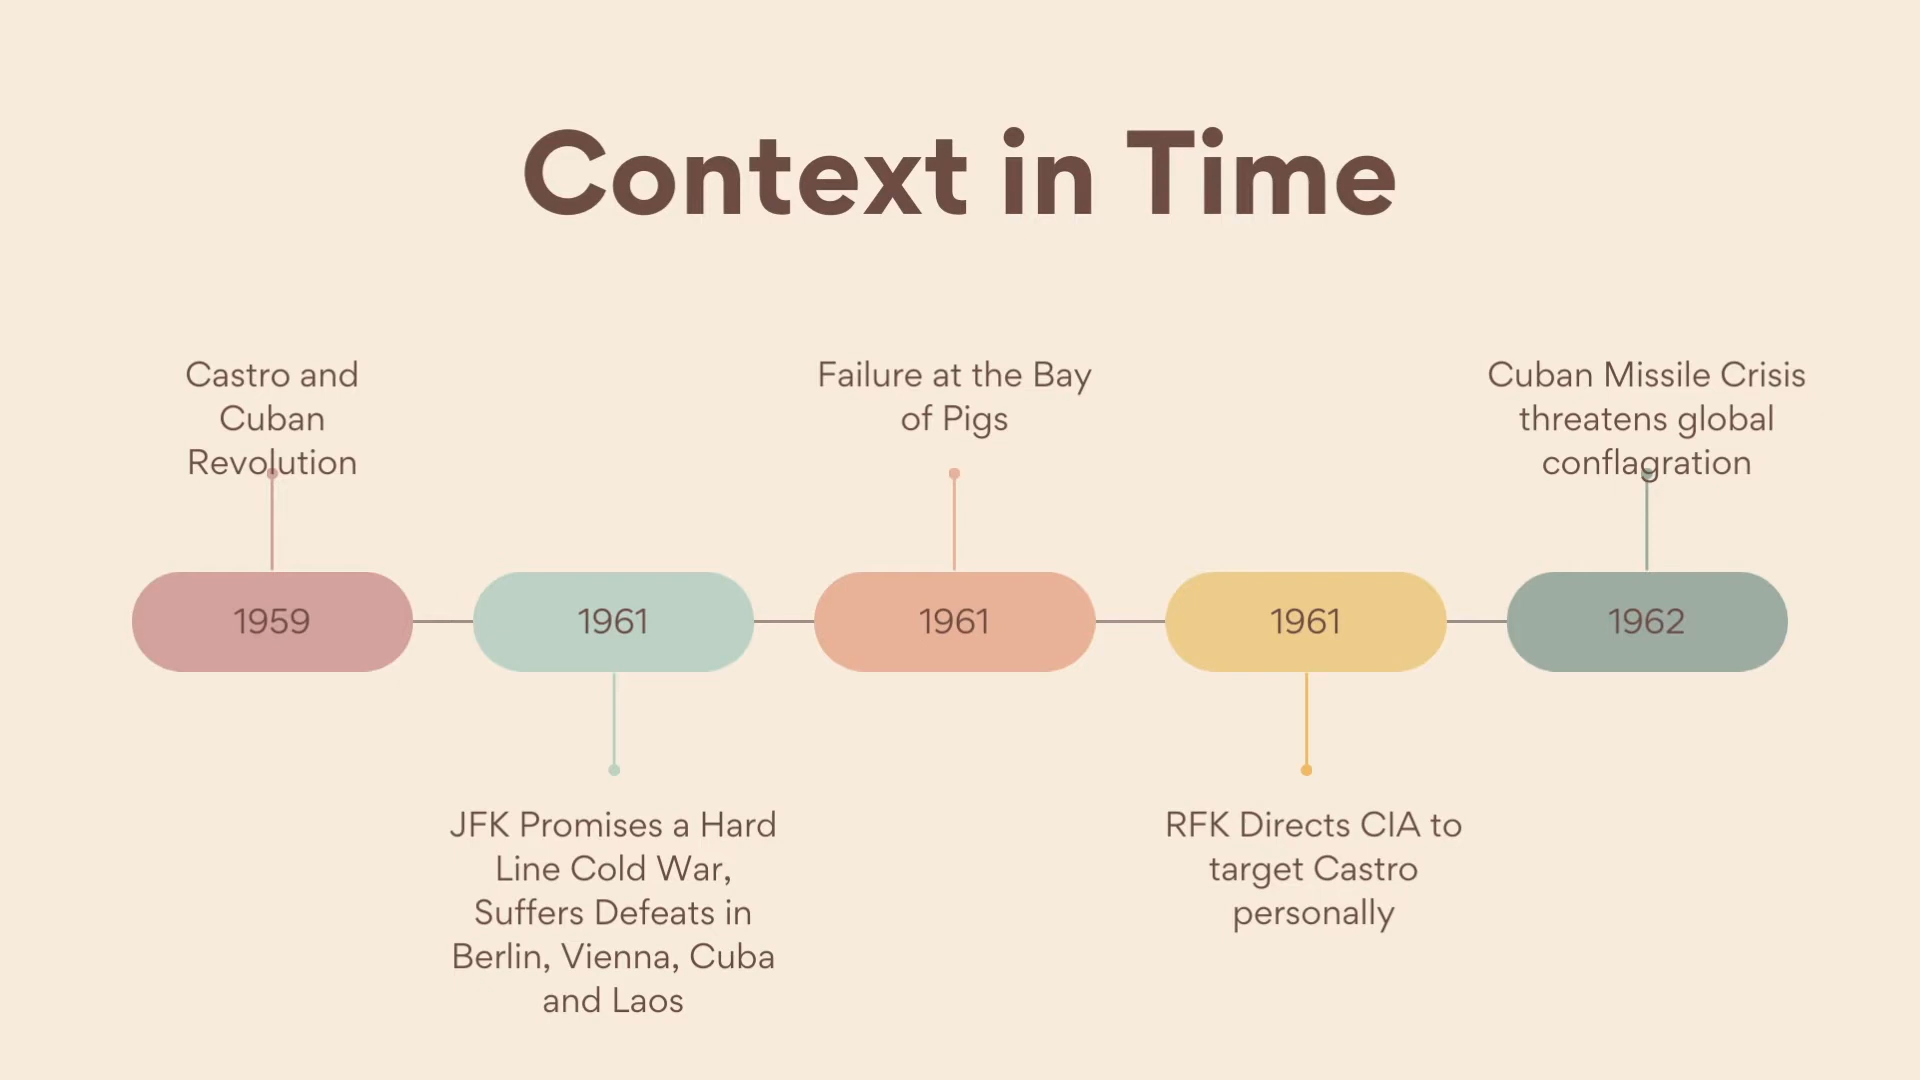 Context in Time
Castro and
Cuban
Revolution
Failure at the Bay
of Pigs
Cuban Missile Crisis
threatens global
conflagration
1959
1961
1961
1961
1962
JFK Promises a Hard
Line Cold War,
Suffers Defeats in
Berlin, Vienna, Cuba
and Laos
RFK Directs CIA to
target Castro
personally